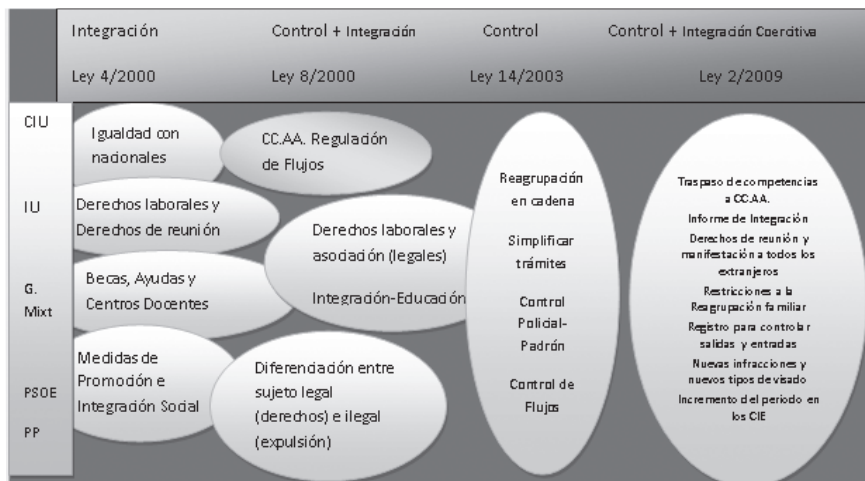 Integración
Control + Integración
Control
Control + Integración Coercitiva
Ley 4/2000
Ley 8/2000
Ley 14/2003
Ley 2/2009
CIU
IU
G.
Mixt
PSOE
PP
Igualdad con
nacionales
Derechos laborales y
Derechos de reunión
Becas, Ayudas y
Centros Docentes
Medidas de
Promoción e
Integración Social
CC.AA. Regulación
de Flujos
Derechos laborales y
asociación (legales)
Integración-Educación
Diferenciación entre
sujeto legal
(derechos) e ilegal
(expulsión)
Reagrupación
en cadena
Simplificar
trámites
Control
Policial-
Padrón
Control de
Flujos
Traspaso de competencias
a CC.AA.
Informe de Integración
Derechos de reunión y
manifestación a todos los
extranjeros
Restricciones a la
Reagrupación familiar
Registro para controlar
salidas y entradas
Nuevas infracciones y
nuevos tipos de visado
Incremento del periodo en
los CIE